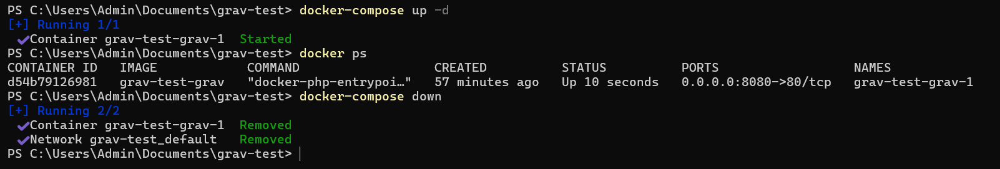 PS C:\Users\Admin\Documents\grav-test> docker-compose up -d
[+] Running 1/1
✔Container grav-test-grav-1  Started
PS C:\Users\Admin\Documents\grav-test> docker ps
CONTAINER ID   IMAGE            COMMAND                  CREATED          STATUS          PORTS                  NAMES
d54b79126981   grav-test-grav   "docker-php-entrypoi…"   57 minutes ago   Up 10 seconds   0.0.0.0:8080->80/tcp   grav-test-grav-1
PS C:\Users\Admin\Documents\grav-test> docker-compose down
[+] Running 2/2
✔Container grav-test-grav-1  Removed
✔Network grav-test_default   Removed
PS C:\Users\Admin\Documents\grav-test>